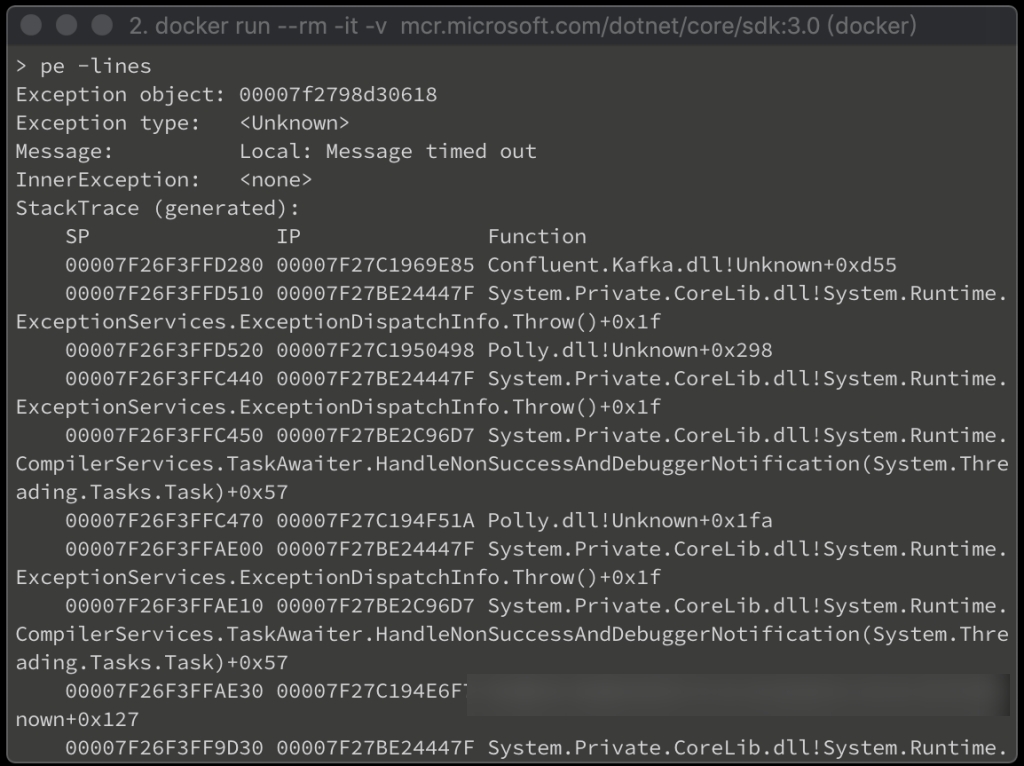 2. docker run --rm -it -v  mcr.microsoft.com/dotnet/core/sdk:3.0 (docker)
> pe -lines
Exception object: 00007f2798d30618
Exception type:   <Unknown>
Message:          Local: Message timed out
InnerException:   <none>
StackTrace (generated):
    SP               IP               Function
    00007F26F3FFD280 00007F27C1969E85 Confluent.Kafka.dll!Unknown+0xd55
    00007F26F3FFD510 00007F27BE24447F System.Private.CoreLib.dll!System.Runtime.
ExceptionServices.ExceptionDispatchInfo.Throw()+0x1f
    00007F26F3FFD520 00007F27C1950498 Polly.dll!Unknown+0x298
    00007F26F3FFC440 00007F27BE24447F System.Private.CoreLib.dll!System.Runtime.
ExceptionServices.ExceptionDispatchInfo.Throw()+0x1f
    00007F26F3FFC450 00007F27BE2C96D7 System.Private.CoreLib.dll!System.Runtime.
CompilerServices.TaskAwaiter.HandleNonSuccessAndDebuggerNotification(System.Thre
ading.Tasks.Task)+0x57
    00007F26F3FFC470 00007F27C194F51A Polly.dll!Unknown+0x1fa
    00007F26F3FFAE00 00007F27BE24447F System.Private.CoreLib.dll!System.Runtime.
ExceptionServices.ExceptionDispatchInfo.Throw()+0x1f
    00007F26F3FFAE10 00007F27BE2C96D7 System.Private.CoreLib.dll!System.Runtime.
CompilerServices.TaskAwaiter.HandleNonSuccessAndDebuggerNotification(System.Thre
ading.Tasks.Task)+0x57
    00007F26F3FFAE30 00007F27C194E6F
nown+0x127
    00007F26F3FF9D30 00007F27BE24447F System.Private.CoreLib.dll!System.Runtime.